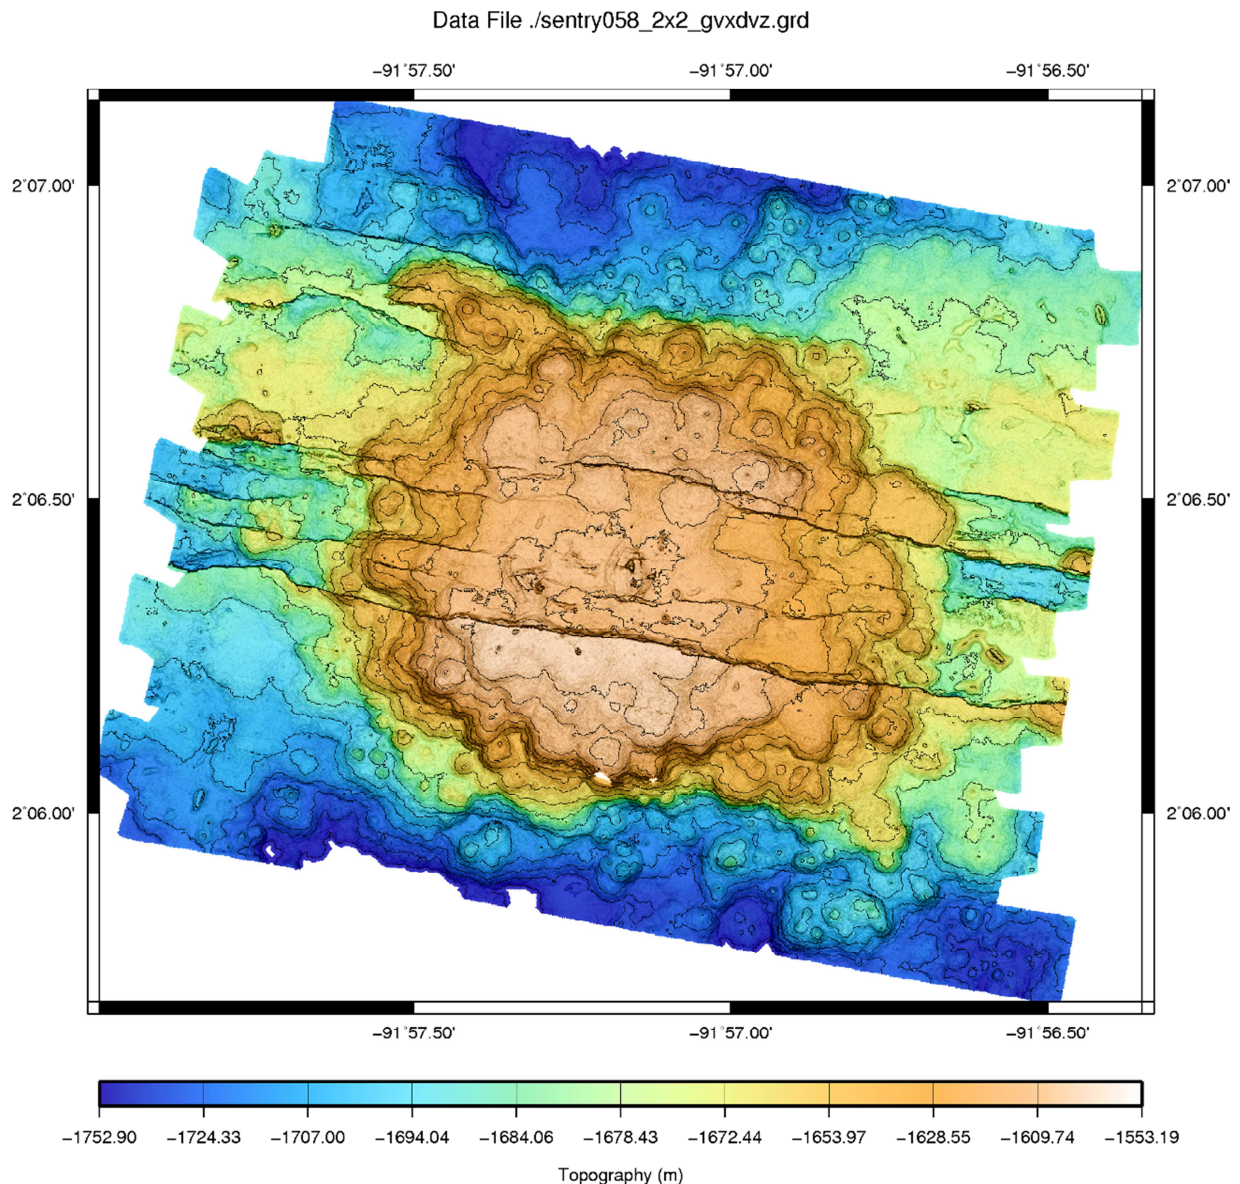 Data File ./sentry058_2x2_gvxdvz.grd
−91˚57.50' −91˚57.00' −91˚56.50'
2˚07.00' 2˚07.00'
2˚06.50' 2˚06.50'
2˚06.00' 2˚06.00'
−91˚57.50' −91˚57.00' −91˚56.50'
−1752.90 −1724.33 −1707.00 −1694.04 −1684.06 −1678.43 −1672.44 −1653.97 −1628.55 −1609.74 −1553.19
Topography (m)